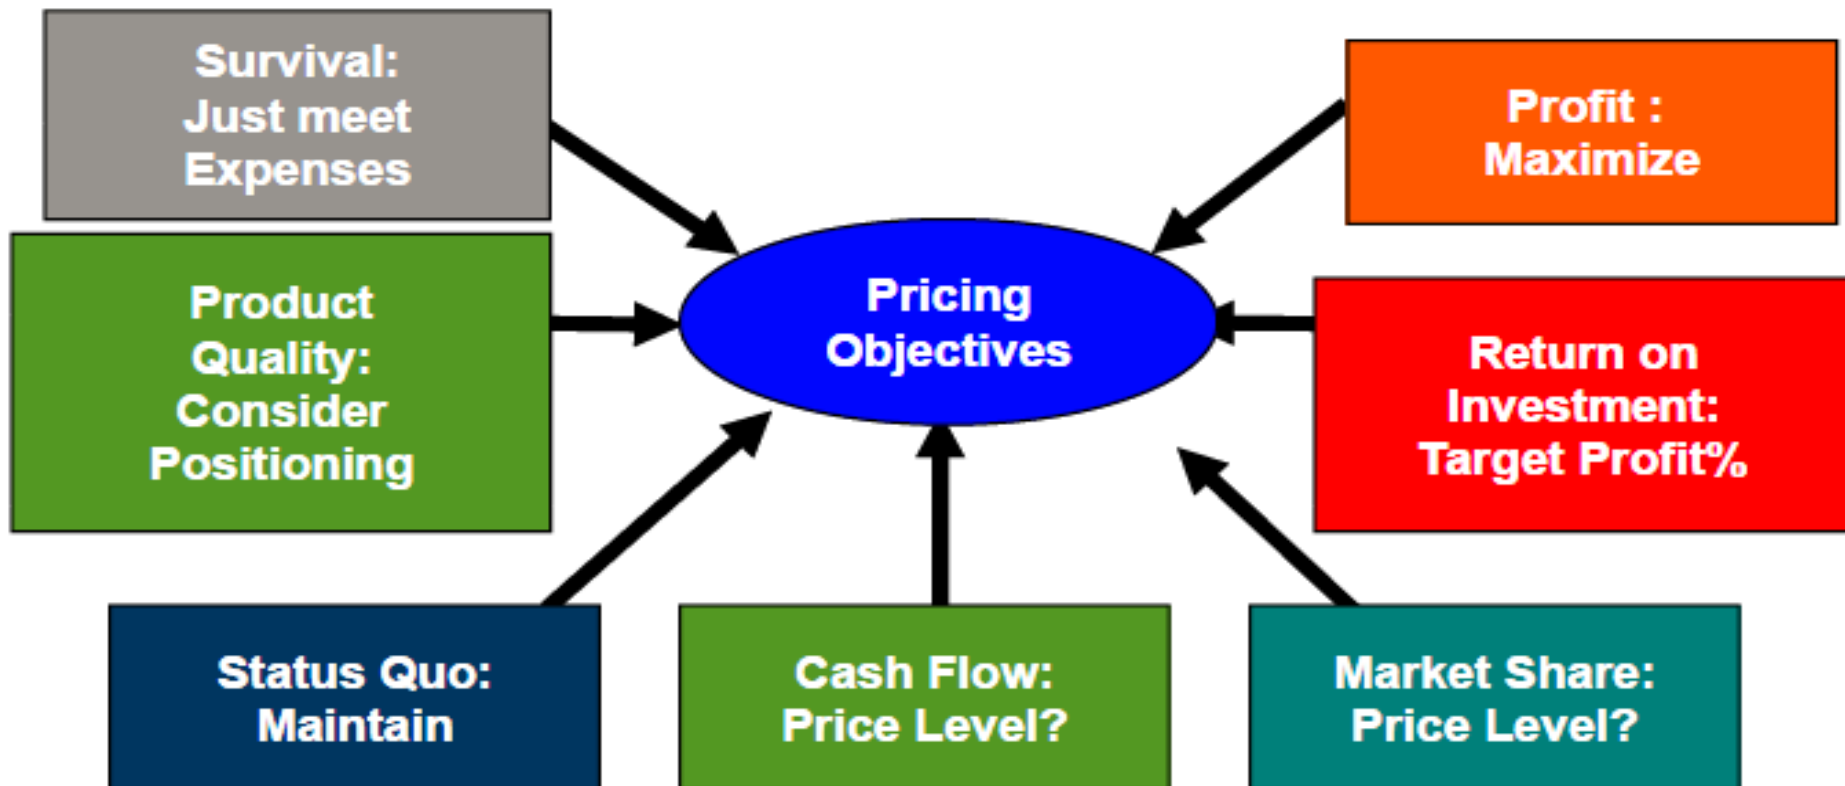 Survival:
Just meet
Expenses
Profit :
Maximize
Product
Quality:
Consider
Positioning
Pricing
Objectives
Return on
Investment:
Target Profit%
Status Quo:
Maintain
Cash Flow:
Price Level?
Market Share:
Price Level?